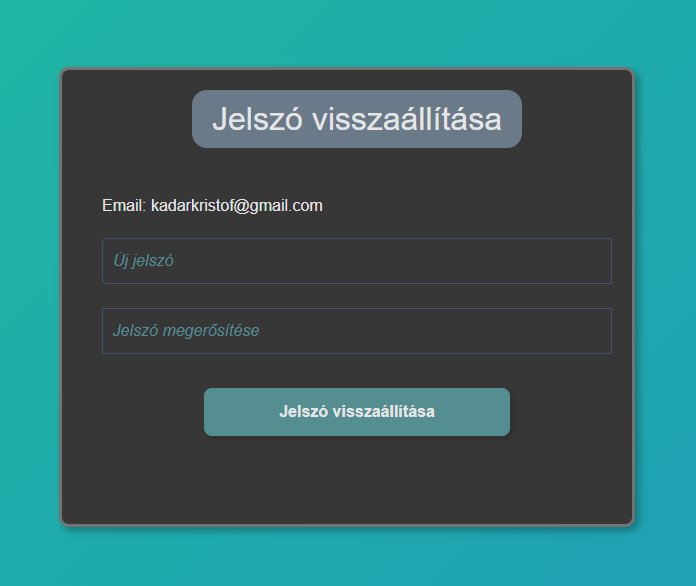 Jelszó visszaállítása
Email: kadarkristof@gmail.com
Új jelszó
Jelszó megerősítése
Jelszó visszaállítása